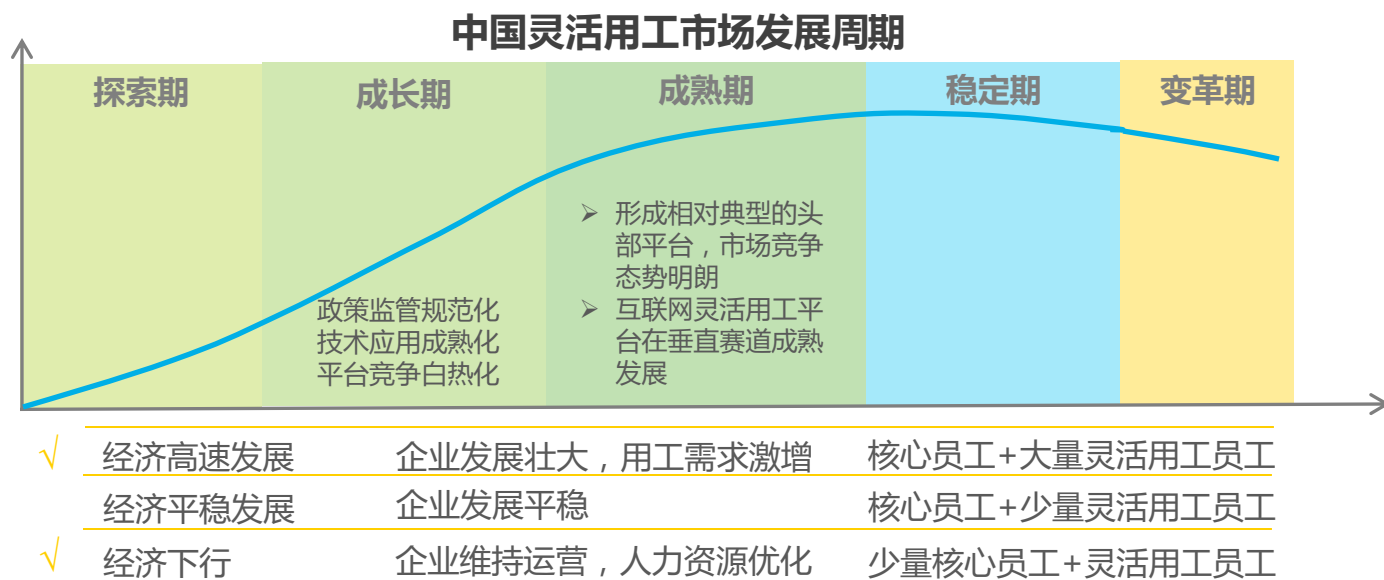 中国灵活用工市场发展周期
探索期
成长期
成熟期
稳定期
变革期
政策监管规范化
技术应用成熟化
平台竞争白热化
➢ 形成相对典型的头
部平台，市场竞争
态势明朗
➢ 互联网灵活用工平
台在垂直赛道成熟
发展
√ 经济高速发展 企业发展壮大，用工需求激增 核心员工+大量灵活用工员工
经济平稳发展 企业发展平稳 核心员工+少量灵活用工员工
√ 经济下行 企业维持运营，人力资源优化 少量核心员工+灵活用工员工